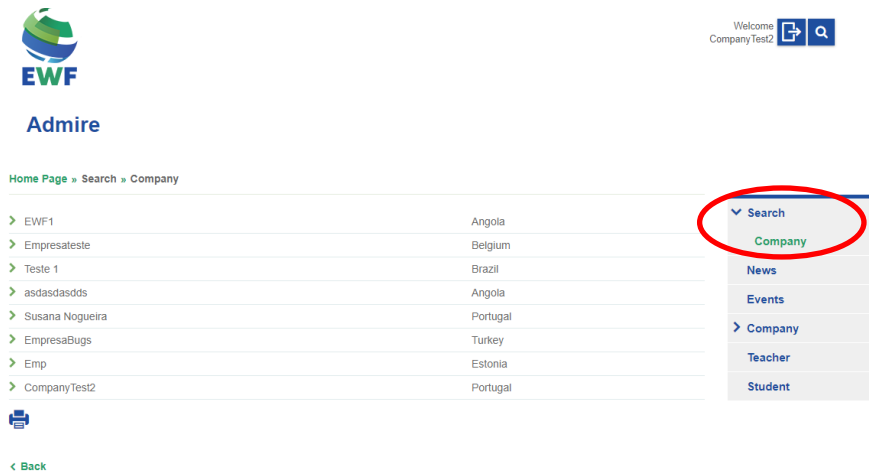 Welcome
CompanyTest2
EWF
Admire
Home Page » Search » Company
EWF1 Angola
Empresateste Belgium
Teste 1 Brazil
asdasdasdds Angola
Susana Nogueira Portugal
EmpresaBugs Turkey
Emp Estonia
CompanyTest2 Portugal
Search
Company
News
Events
Company
Teacher
Student
Back